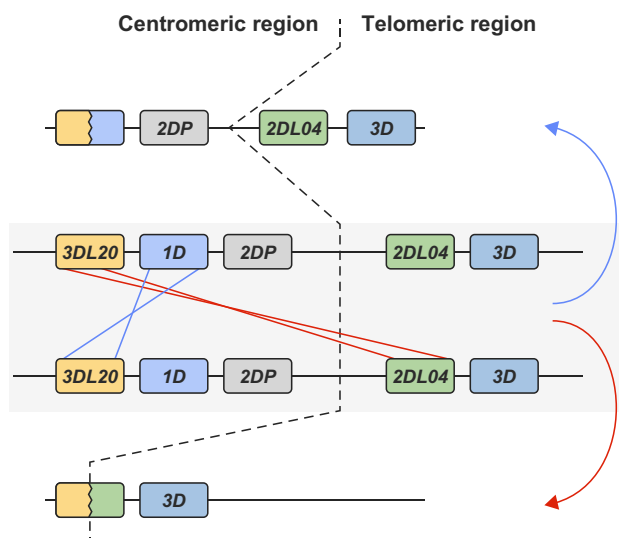 Centromeric region Telomeric region
2DP 2DL04 3D
3DL20 1D 2DP 2DL04 3D
3DL20 1D 2DP 2DL04 3D
3D